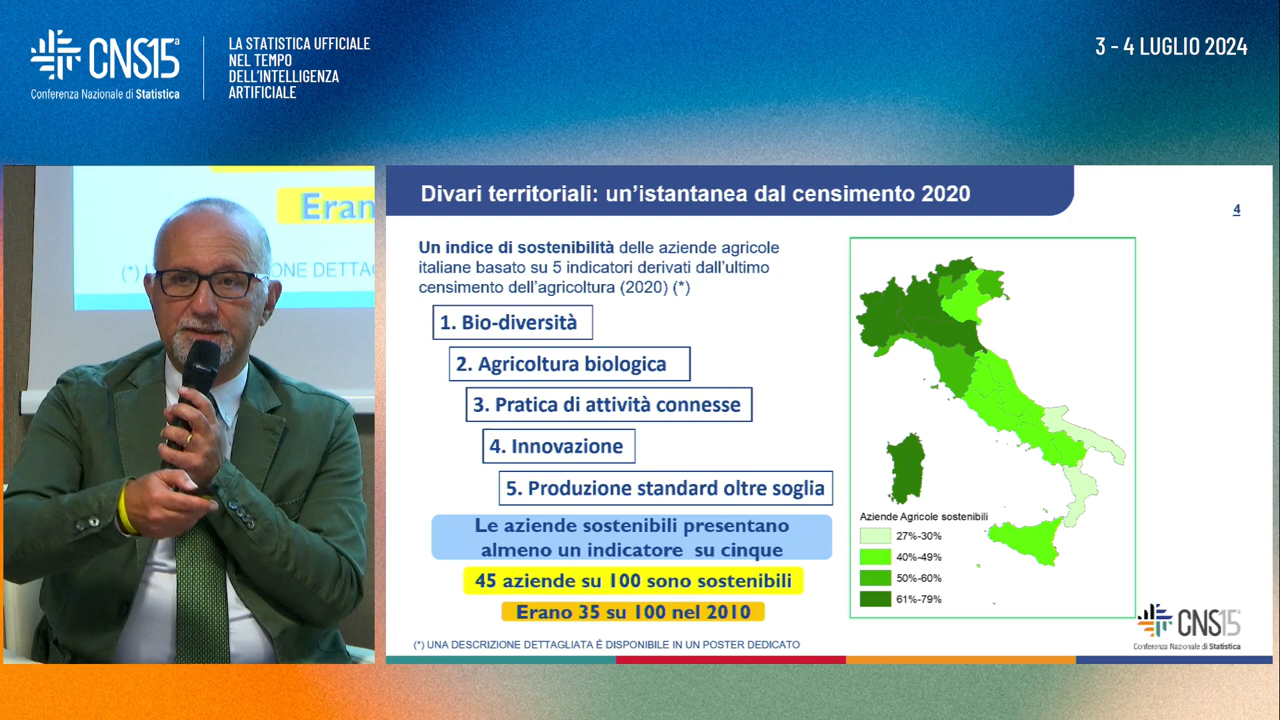 CNS15ª
Conferenza Nazionale di Statistica
LA STATISTICA UFFICIALE
NEL TEMPO
DELL'INTELLIGENZA
ARTIFICIALE
3 - 4 LUGLIO 2024
Eran
ONE DETTAG
Divari territoriali: un'istantanea dal censimento 2020
4
Un indice di sostenibilità delle aziende agricole
italiane basato su 5 indicatori derivati dall'ultimo
censimento dell'agricoltura (2020) (*)
1. Bio-diversità
2. Agricoltura biologica
3. Pratica di attività connesse
4. Innovazione
5. Produzione standard oltre soglia
Le aziende sostenibili presentano
almeno un indicatore su cinque
45 aziende su 100 sono sostenibili
Erano 35 su 100 nel 2010
(*) UNA DESCRIZIONE DETTAGLIATA È DISPONIBILE IN UN POSTER DEDICATO
Aziende Agricole sostenibili
27%-30%
40%-49%
50%-60%
61%-79%
CNS15ª
Conferenza Nazionale di Statistica